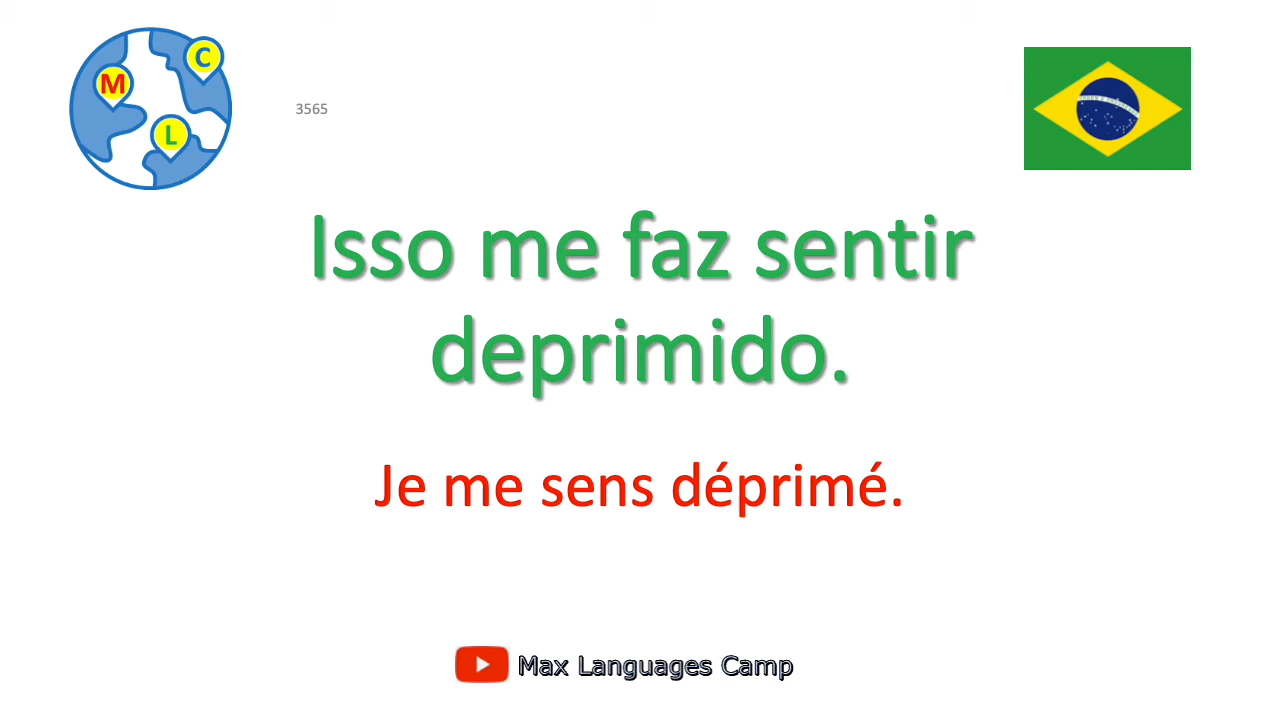 M
C
L
3565
Isso me faz sentir
deprimido.
Je me sens déprimé.
Max Languages Camp